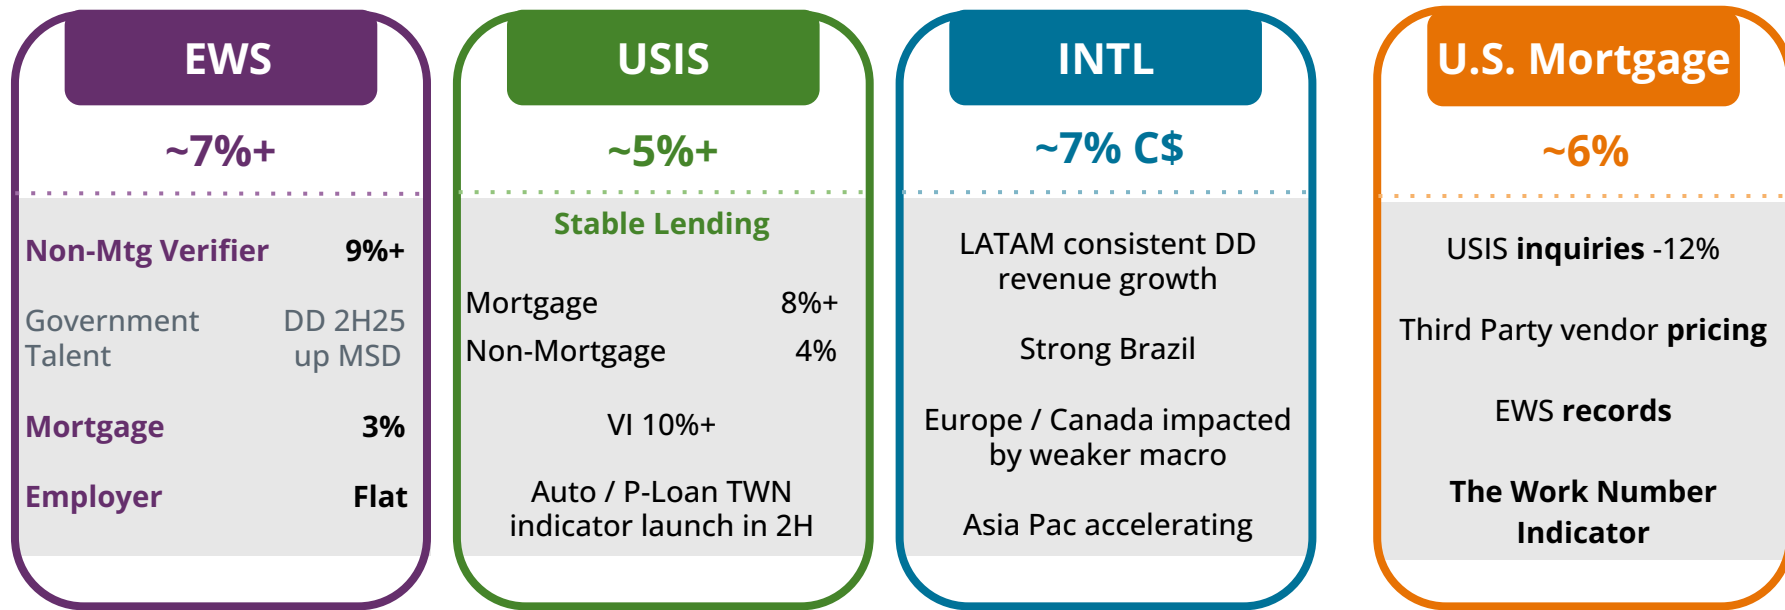 EWS
~7%+
Non-Mtg Verifier 9%+
Government DD 2H25
Talent up MSD
Mortgage 3%
Employer Flat
USIS
~5%+
Stable Lending
Mortgage 8%+
Non-Mortgage 4%
VI 10%+
Auto / P-Loan TWN
indicator launch in 2H
INTL
~7% C$
LATAM consistent DD
revenue growth
Strong Brazil
Europe / Canada impacted
by weaker macro
Asia Pac accelerating
U.S. Mortgage
~6%
USIS inquiries -12%
Third Party vendor pricing
EWS records
The Work Number
Indicator